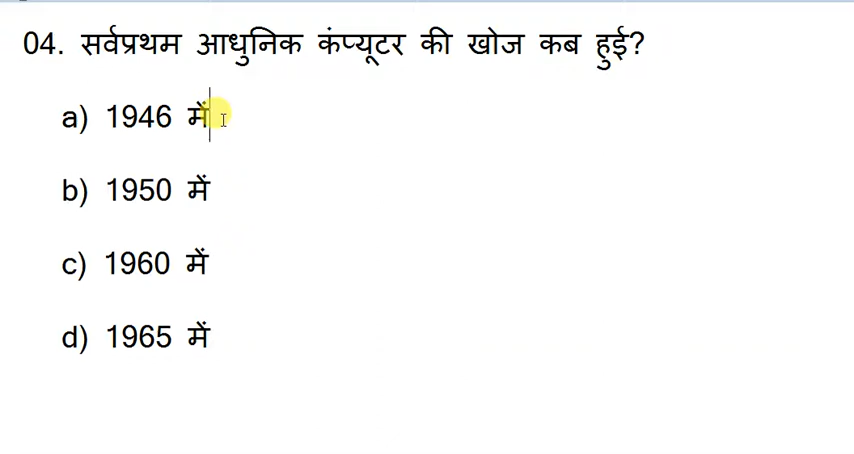 04. सर्वप्रथम आधुनिक कंप्यूटर की खोज कब हुई?
a) 1946 में
b) 1950 में
c) 1960 में
d) 1965 में